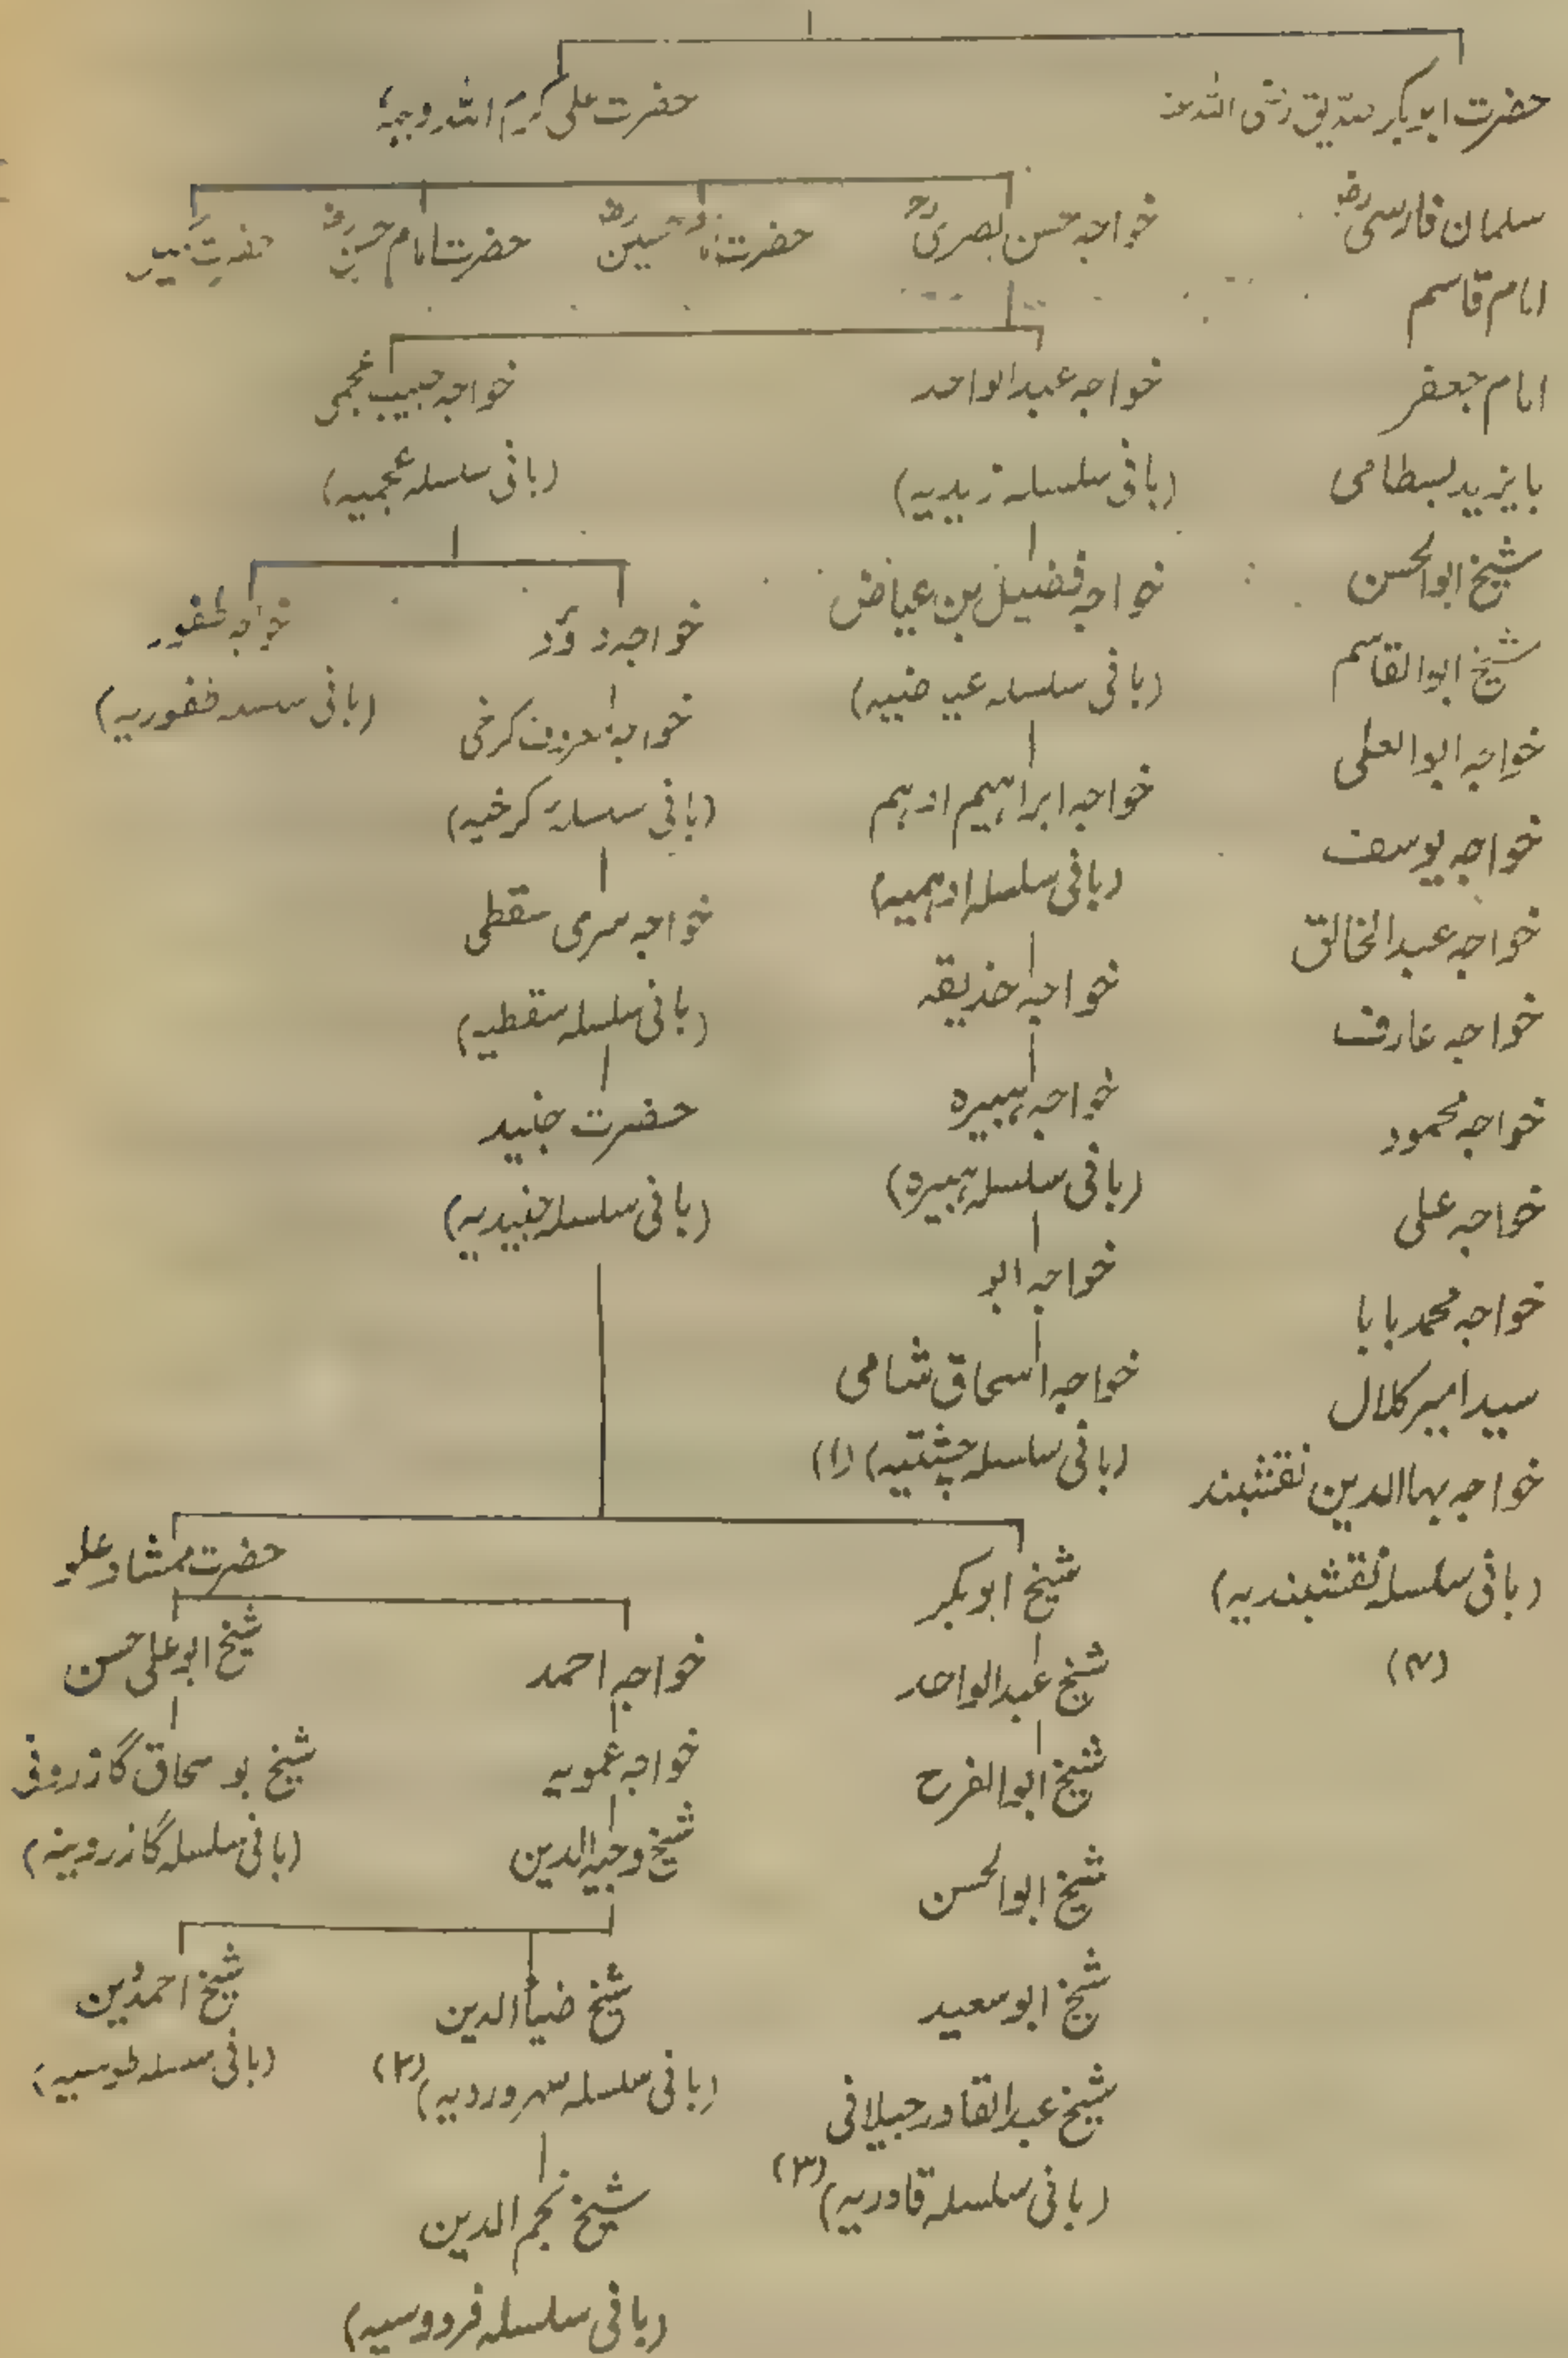 حضرت ابوبکر صدیق رضی اللہ عنہ
سلمان فارسی رضؓ
امام قاسم
امام جعفر
بایزید بسطامی
شیخ ابوالحسن
شیخ ابوالقاسم
خواجہ ابوالعلی
خواجہ یوسف
خواجہ عبدالخالق
خواجہ عارف
خواجہ محمود
خواجہ علی
خواجہ محمد بابا
سید امیر کلال
خواجہ بہاالدین نقشبند
(بانی سلسلہ نقشبندیہ)
(۴)
حضرت علی کرم اللہ وجہہ
خواجہ حسن بصریؒ
حضرت امام حسینؓ
حضرت امام حسنؓ
حضرت
خواجہ عبدالواحد
(بانی سلسلہ زیدیہ)
خواجہ فضیل بن عیاض
(بانی سلسلہ عیاضیہ)
خواجہ ابراہیم ادہم
(بانی سلسلہ ادہمیہ)
خواجہ حذیقہ
خواجہ ہبیرہ
(بانی سلسلہ ہبیرہ)
خواجہ ابو
خواجہ اسحاق شامی
(بانی سلسلہ چشتیہ) (۱)
خواجہ حبیب عجمی
(بانی سلسلہ عجمیہ)
خواجہ داؤد
خواجہ معروف کرخی
(بانی سلسلۂ کرخیہ)
خواجہ سری سقطی
(بانی سلسلہ سقطیہ)
حضرت جنید
(بانی سلسلہ جنیدیہ)
خواجہ طفور
(بانی سلسلہ طفوریہ)
شیخ ابوبکر
شیخ عبدالواحد
شیخ ابوالفرح
شیخ ابوالحسن
شیخ ابوسعید
شیخ عبدالقادر جیلانی
(بانی سلسلہ قادریہ) (۳)
حضرت ممشاد علو
خواجہ احمد
خواجہ عمویہ
شیخ وجیہ الدین
شیخ ضیأالدین
(بانی سلسلہ سہروردیہ) (۲)
شیخ نجم الدین
(بانی سلسلہ فردوسیہ)
شیخ احمد دین
(بانی سلسلہ طوسیہ)
شیخ ابو علی حسن
شیخ بو سحاق گازرونی
(بانی سلسلہ گازرونیہ)